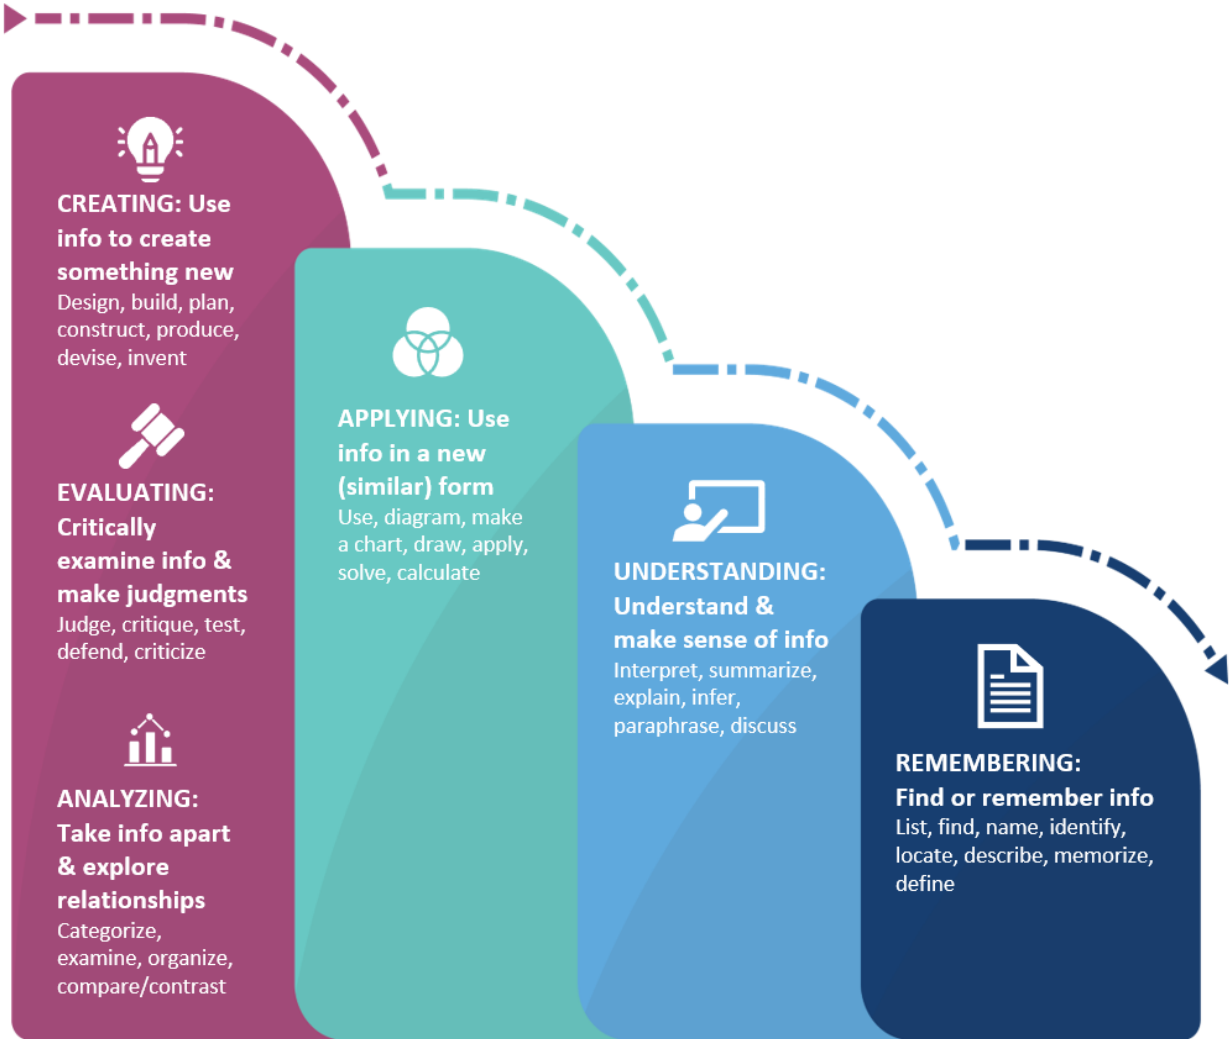 CREATING: Use
info to create
something new
Design, build, plan,
construct, produce,
devise, invent
EVALUATING:
Critically
examine info &
make judgments
Judge, critique, test,
defend, criticize
ANALYZING:
Take info apart
& explore
relationships
Categorize,
examine, organize,
compare/contrast
APPLYING: Use
info in a new
(similar) form
Use, diagram, make
a chart, draw, apply,
solve, calculate
UNDERSTANDING:
Understand &
make sense of info
Interpret, summarize,
explain, infer,
paraphrase, discuss
REMEMBERING:
Find or remember info
List, find, name, identify,
locate, describe, memorize,
define